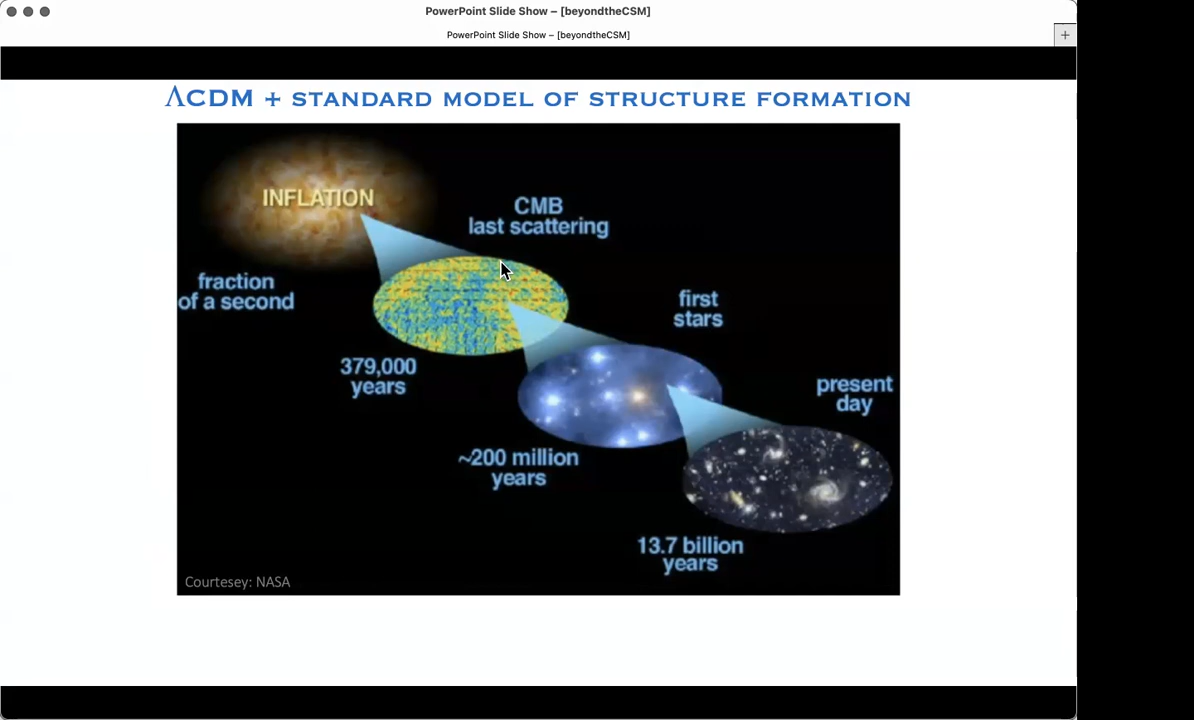 PowerPoint Slide Show – [beyondtheCSM]
PowerPoint Slide Show – [beyondtheCSM]
ΛCDM + STANDARD MODEL OF STRUCTURE FORMATION
INFLATION
fraction
of a second
CMB
last scattering
379,000
years
first
stars
~200 million
years
present
day
13.7 billion
years
Courtesey: NASA